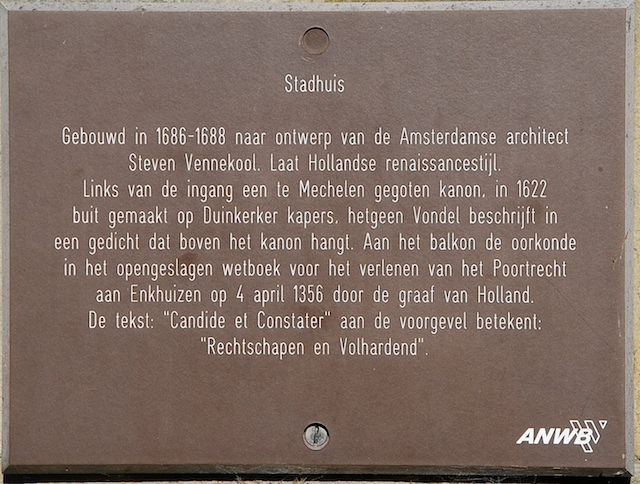 Stadhuis
Gebouwd in 1686-1688 naar ontwerp van de Amsterdamse architect
Steven Vennekool. Laat Hollandse renaissancestijl.
Links van de ingang een te Mechelen gegoten kanon, in 1622
buit gemaakt op Duinkerker kapers, hetgeen Vondel beschrijft in
een gedicht dat boven het kanon hangt. Aan het balkon de oorkonde
in het opengeslagen wetboek voor het verlenen van het Poortrecht
aan Enkhuizen op 4 april 1356 door de graaf van Holland.
De tekst: "Candide et Constater" aan de voorgevel betekent:
"Rechtschapen en Volhardend".
ANWB